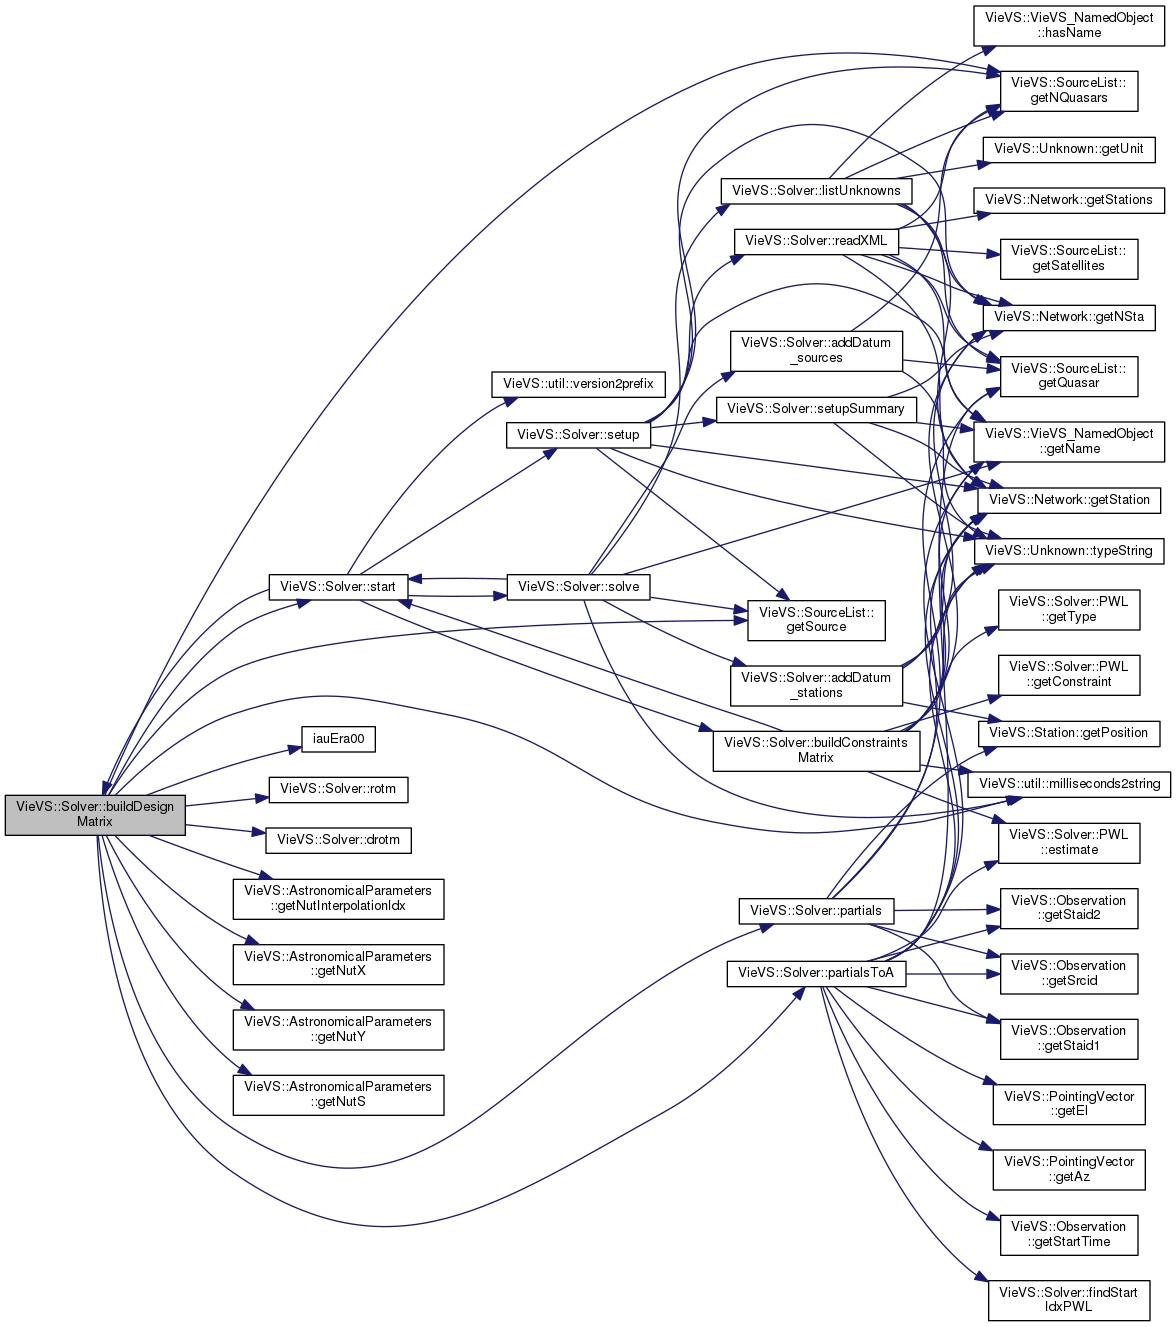 VieVS::Solver::buildDesign
Matrix
VieVS::Solver::start
iauEra00
VieVS::Solver::rotm
VieVS::Solver::drotm
VieVS::AstronomicalParameters
::getNutInterpolationIdx
VieVS::AstronomicalParameters
::getNutX
VieVS::AstronomicalParameters
::getNutY
VieVS::AstronomicalParameters
::getNutS
VieVS::util::version2prefix
VieVS::Solver::setup
VieVS::Solver::solve
VieVS::Solver::listUnknowns
VieVS::Solver::readXML
VieVS::Solver::addDatum
_sources
VieVS::Solver::setupSummary
VieVS::SourceList::
getSource
VieVS::Solver::addDatum
_stations
VieVS::Solver::buildConstraints
Matrix
VieVS::Solver::partials
VieVS::Solver::partialsToA
VieVS::VieVS_NamedObject
::hasName
VieVS::SourceList::
getNQuasars
VieVS::Unknown::getUnit
VieVS::Network::getStations
VieVS::SourceList::
getSatellites
VieVS::Network::getNSta
VieVS::SourceList::
getQuasar
VieVS::VieVS_NamedObject
::getName
VieVS::Network::getStation
VieVS::Unknown::typeString
VieVS::Solver::PWL
::getType
VieVS::Solver::PWL
::getConstraint
VieVS::Station::getPosition
VieVS::util::milliseconds2string
VieVS::Solver::PWL
::estimate
VieVS::Observation
::getStaid2
VieVS::Observation
::getSrcid
VieVS::Observation
::getStaid1
VieVS::PointingVector
::getEl
VieVS::PointingVector
::getAz
VieVS::Observation
::getStartTime
VieVS::Solver::findStart
IdxPWL